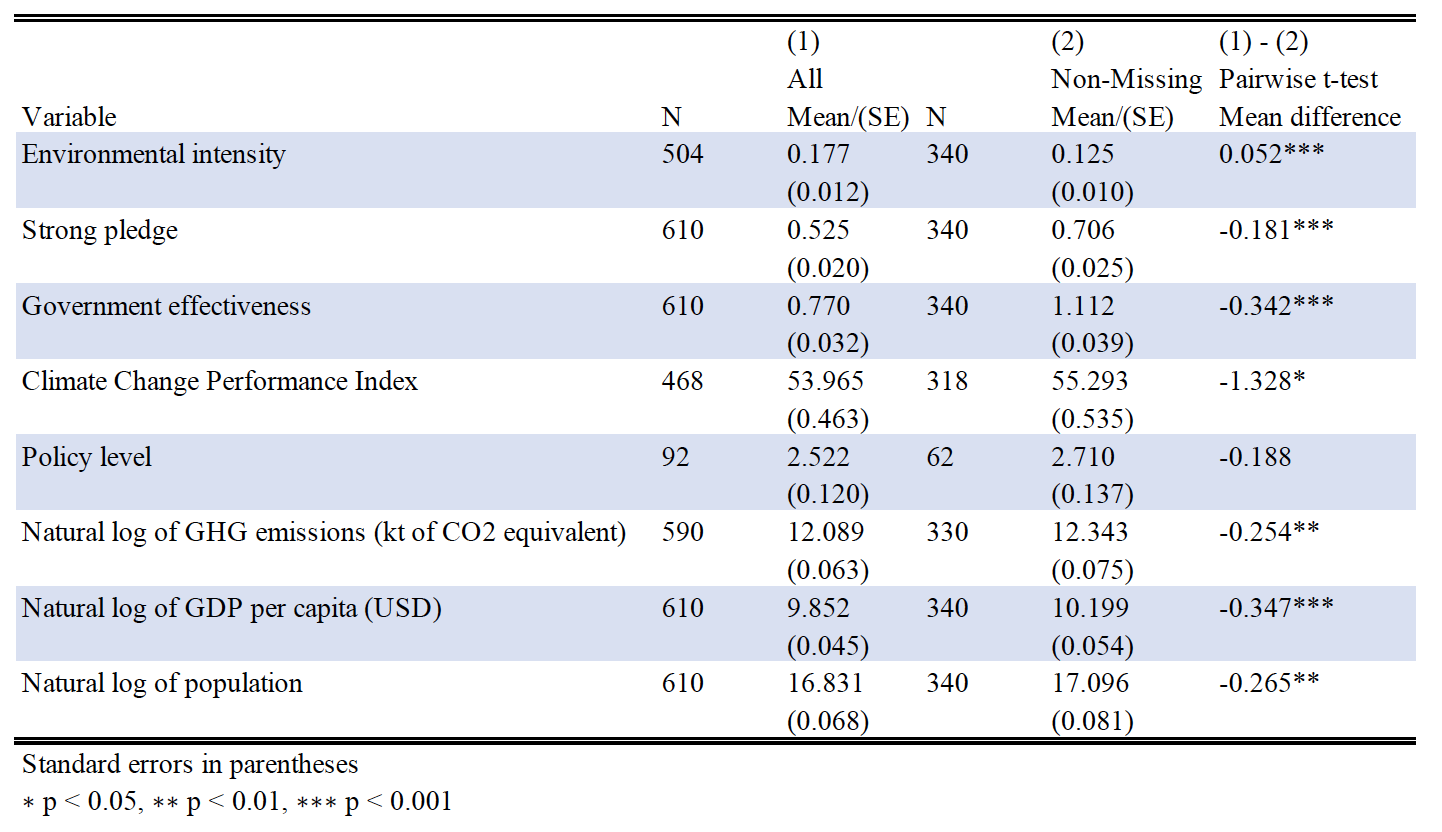 (1) (2) (1) - (2)
All Non-Missing Pairwise t-test
Variable N Mean/(SE) N Mean/(SE) Mean difference
Environmental intensity 504 0.177 340 0.125 0.052***
(0.012) (0.010)
Strong pledge 610 0.525 340 0.706 -0.181***
(0.020) (0.025)
Government effectiveness 610 0.770 340 1.112 -0.342***
(0.032) (0.039)
Climate Change Performance Index 468 53.965 318 55.293 -1.328*
(0.463) (0.535)
Policy level 92 2.522 62 2.710 -0.188
(0.120) (0.137)
Natural log of GHG emissions (kt of CO2 equivalent) 590 12.089 330 12.343 -0.254**
(0.063) (0.075)
Natural log of GDP per capita (USD) 610 9.852 340 10.199 -0.347***
(0.045) (0.054)
Natural log of population 610 16.831 340 17.096 -0.265**
(0.068) (0.081)
Standard errors in parentheses
∗ p < 0.05, ∗∗ p < 0.01, ∗∗∗ p < 0.001